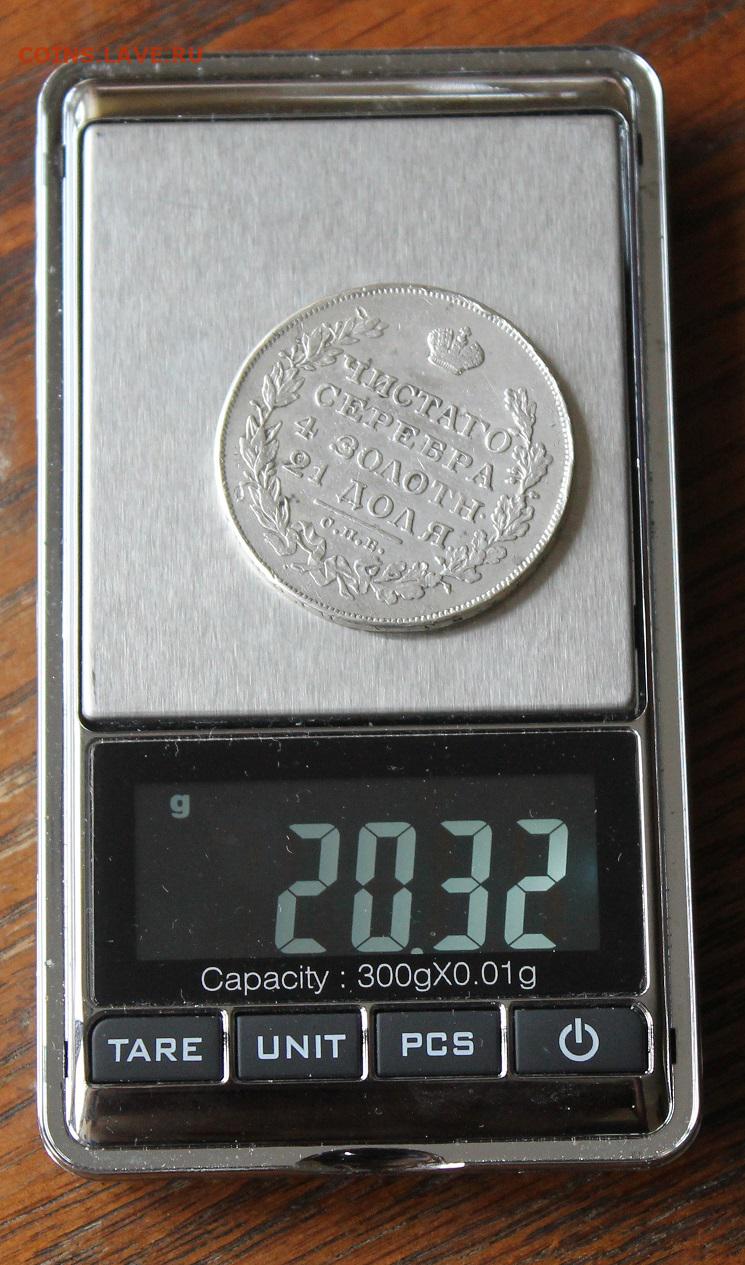 COINS.LAVE.RU
ЧИСТАГО
СЕРЕБРА
4 ЗОЛОТН.
21 ДОЛЯ
С.П.Б.
g
20.32
Capacity : 300gX0.01g
TARE
UNIT
PCS